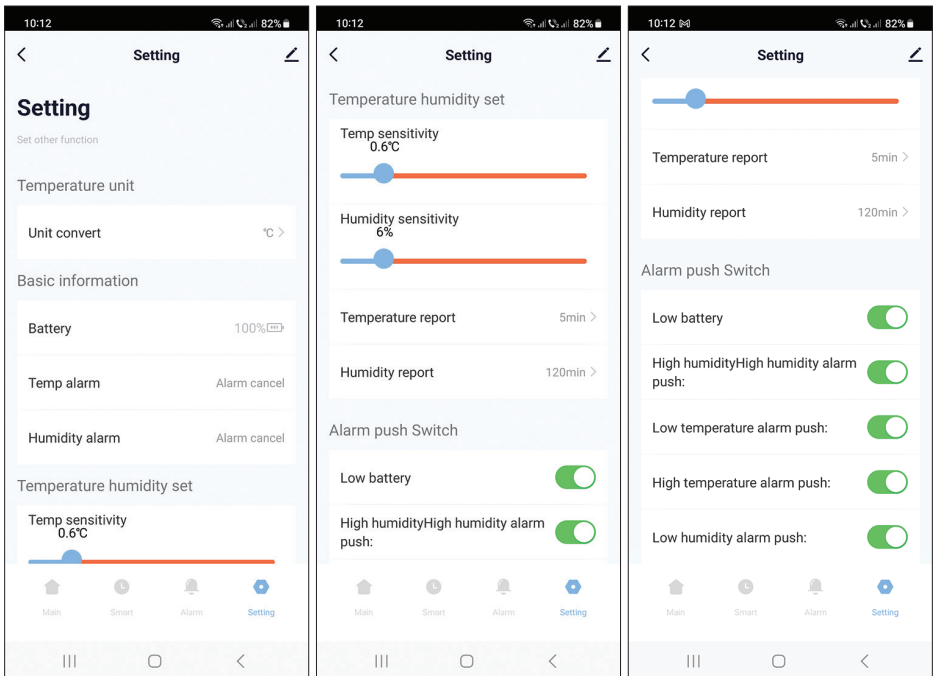 10:12
82%
Setting
Setting
Set other function
Temperature unit
Unit convert
℃
Basic information
Battery
100%
Temp alarm
Alarm cancel
Humidity alarm
Alarm cancel
Temperature humidity set
Temp sensitivity
0.6℃
Main
Smart
Alarm
Setting
10:12
82%
Setting
Temperature humidity set
Temp sensitivity
0.6℃
Humidity sensitivity
6%
Temperature report
5min
Humidity report
120min
Alarm push Switch
Low battery
High humidityHigh humidity alarm
push:
Main
Smart
Alarm
Setting
10:12
82%
Setting
Temperature report
5min
Humidity report
120min
Alarm push Switch
Low battery
High humidityHigh humidity alarm
push:
Low temperature alarm push:
High temperature alarm push:
Low humidity alarm push:
Main
Smart
Alarm
Setting